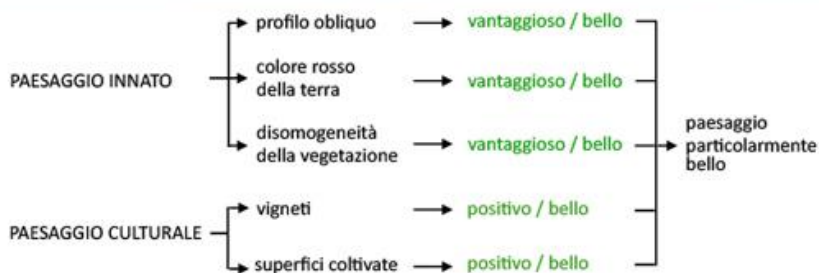 profilo obliquo
vantaggioso / bello
PAESAGGIO INNATO
colore rosso
della terra
vantaggioso / bello
disomogeneità
della vegetazione
vantaggioso / bello
paesaggio
particolarmente
bello
vigneti
positivo / bello
PAESAGGIO CULTURALE
superfici coltivate
positivo / bello